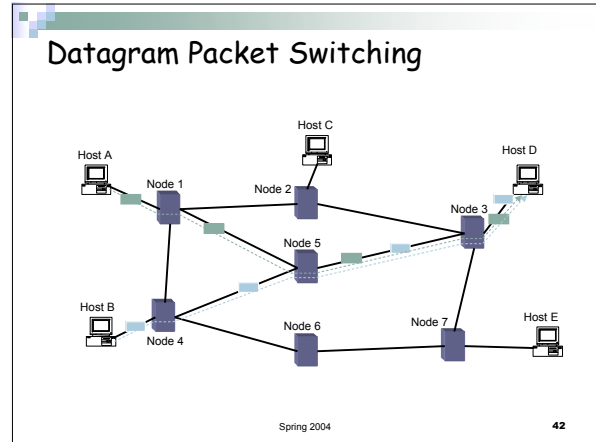 Datagram Packet Switching
Host C
Host A
Host D
Node 1
Node 2
Node 3
Node 5
Host B
Node 4
Node 6
Node 7
Host E
Spring 2004
42